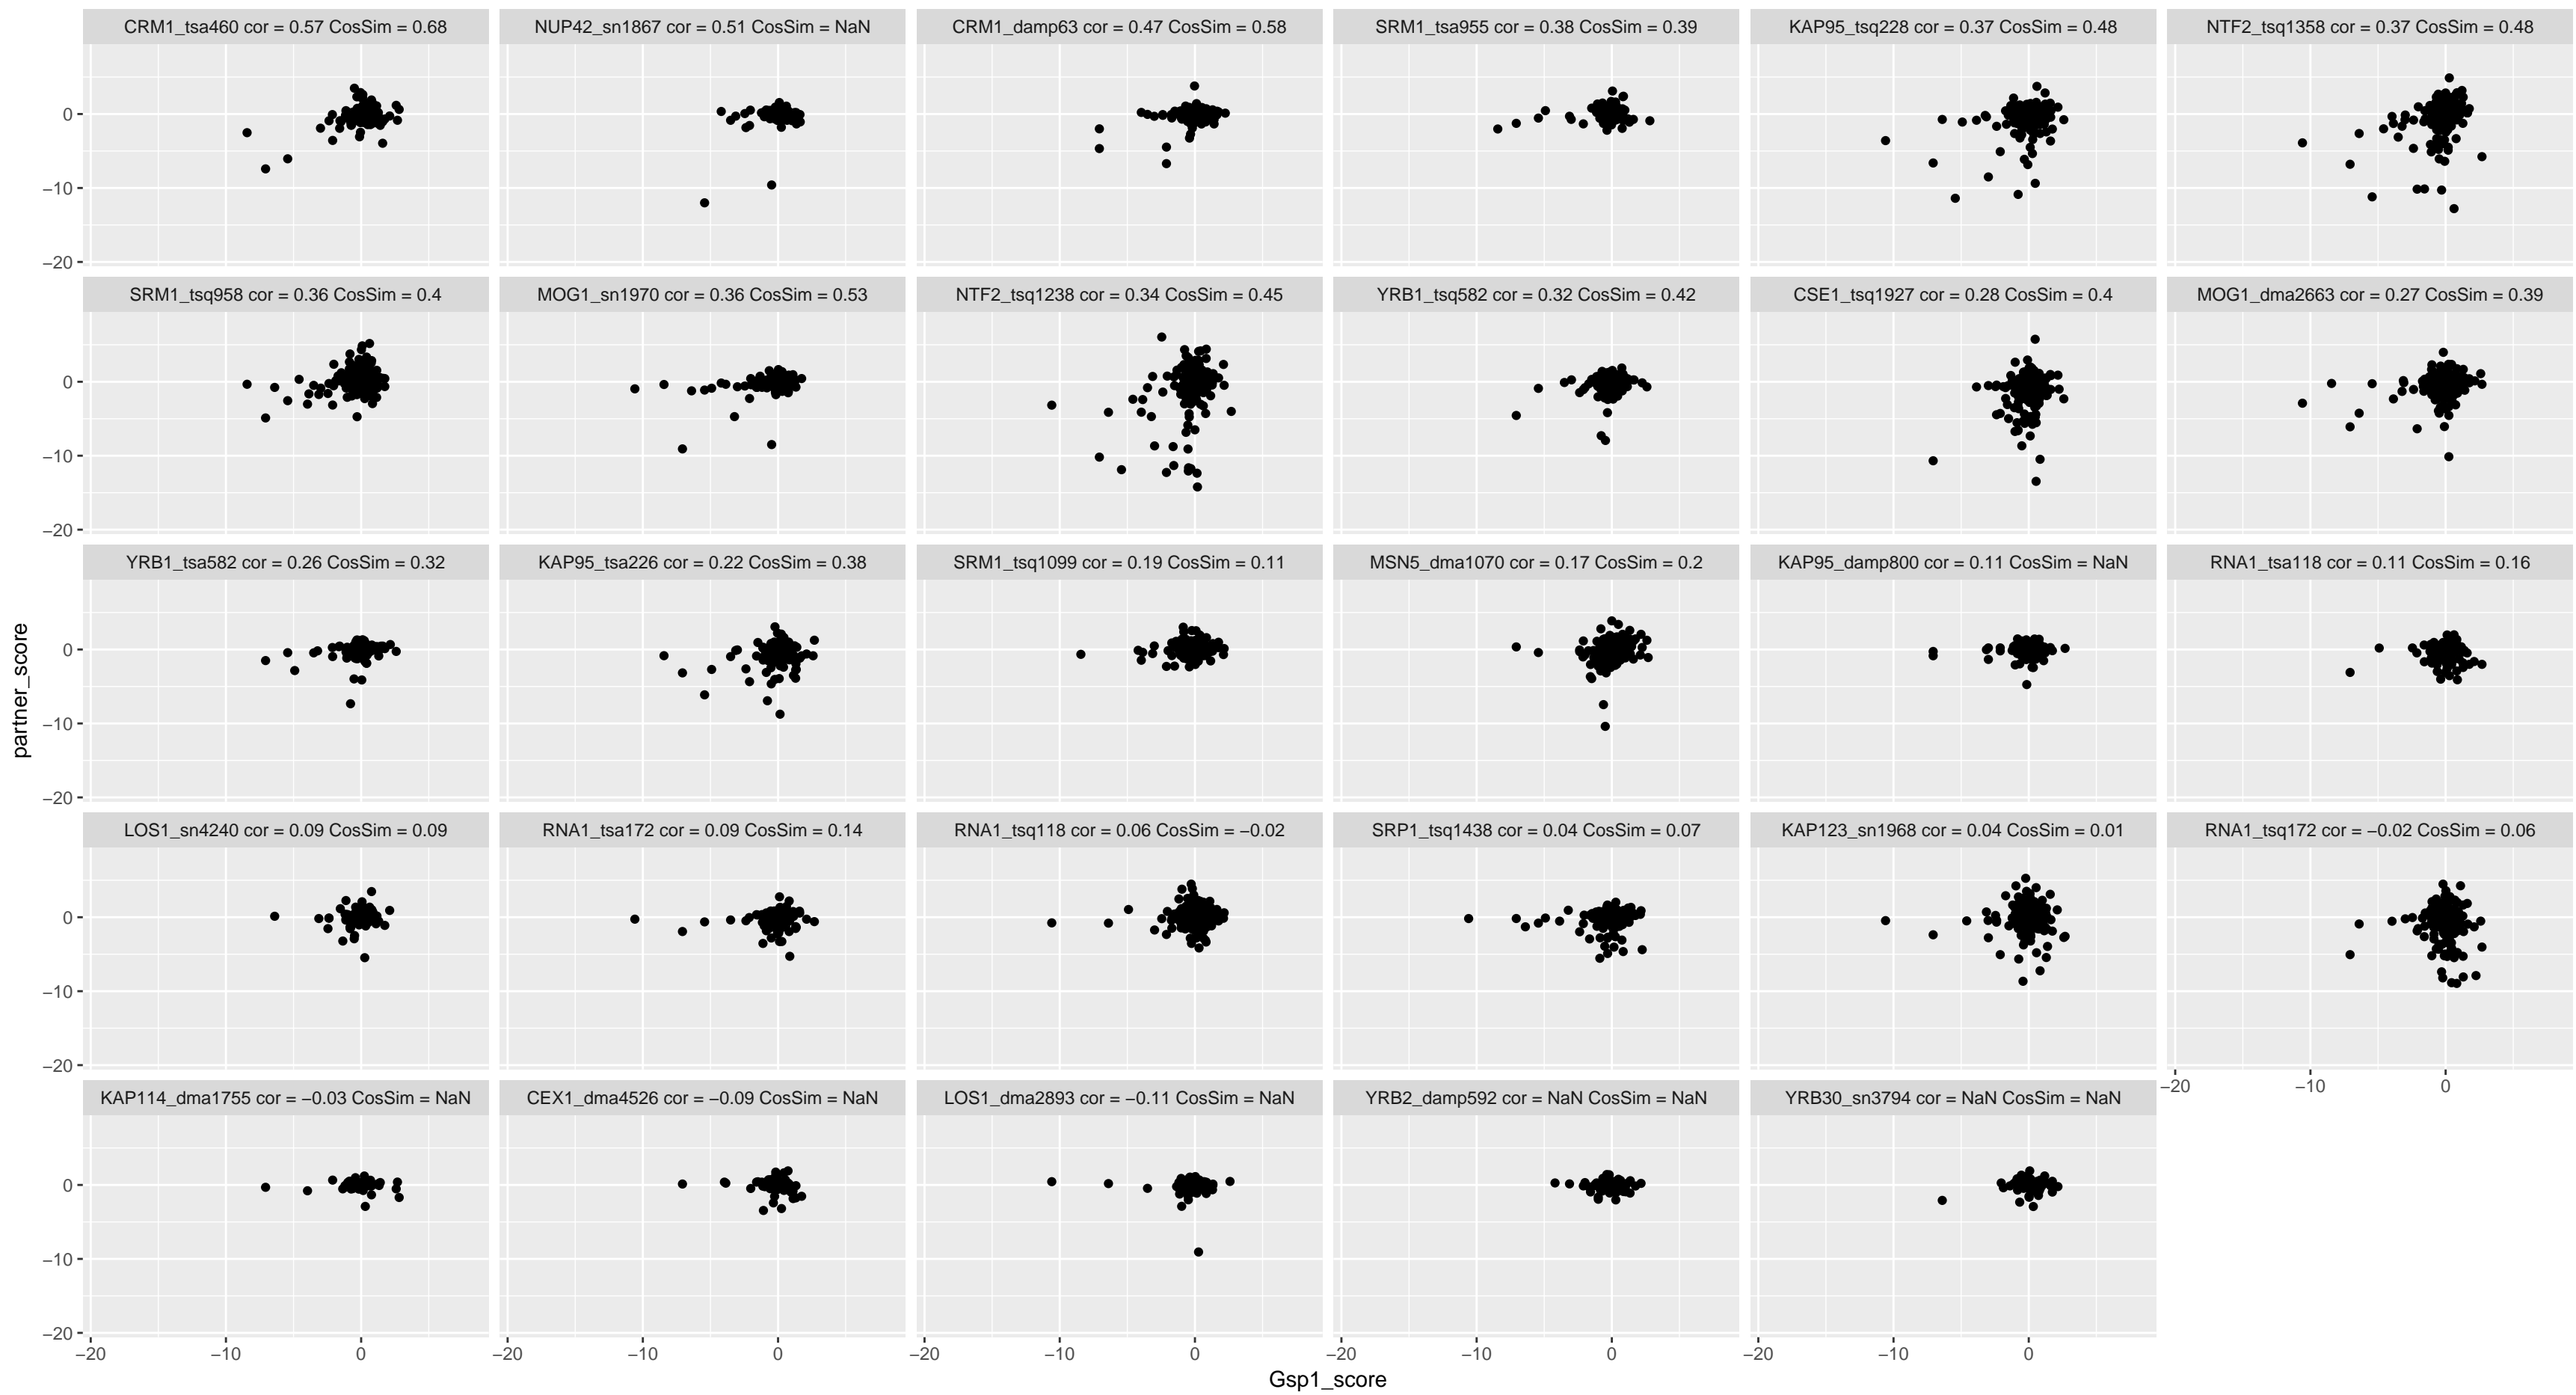 CRM1_tsa460 cor = 0.57 CosSim = 0.68
NUP42_sn1867 cor = 0.51 CosSim = NaN
CRM1_damp63 cor = 0.47 CosSim = 0.58
SRM1_tsa955 cor = 0.38 CosSim = 0.39
KAP95_tsq228 cor = 0.37 CosSim = 0.48
NTF2_tsq1358 cor = 0.37 CosSim = 0.48
0
−10
−20
SRM1_tsq958 cor = 0.36 CosSim = 0.4
MOG1_sn1970 cor = 0.36 CosSim = 0.53
NTF2_tsq1238 cor = 0.34 CosSim = 0.45
YRB1_tsq582 cor = 0.32 CosSim = 0.42
CSE1_tsq1927 cor = 0.28 CosSim = 0.4
MOG1_dma2663 cor = 0.27 CosSim = 0.39
0
−10
−20
YRB1_tsa582 cor = 0.26 CosSim = 0.32
KAP95_tsa226 cor = 0.22 CosSim = 0.38
SRM1_tsq1099 cor = 0.19 CosSim = 0.11
MSN5_dma1070 cor = 0.17 CosSim = 0.2
KAP95_damp800 cor = 0.11 CosSim = NaN
RNA1_tsa118 cor = 0.11 CosSim = 0.16
partner_score
0
−10
−20
LOS1_sn4240 cor = 0.09 CosSim = 0.09
RNA1_tsa172 cor = 0.09 CosSim = 0.14
RNA1_tsq118 cor = 0.06 CosSim = −0.02
SRP1_tsq1438 cor = 0.04 CosSim = 0.07
KAP123_sn1968 cor = 0.04 CosSim = 0.01
RNA1_tsq172 cor = −0.02 CosSim = 0.06
0
−10
−20
−20 −10 0
KAP114_dma1755 cor = −0.03 CosSim = NaN
CEX1_dma4526 cor = −0.09 CosSim = NaN
LOS1_dma2893 cor = −0.11 CosSim = NaN
YRB2_damp592 cor = NaN CosSim = NaN
YRB30_sn3794 cor = NaN CosSim = NaN
0
−10
−20
−20 −10 0
−20 −10 0
−20 −10 0
−20 −10 0
−20 −10 0
Gsp1_score